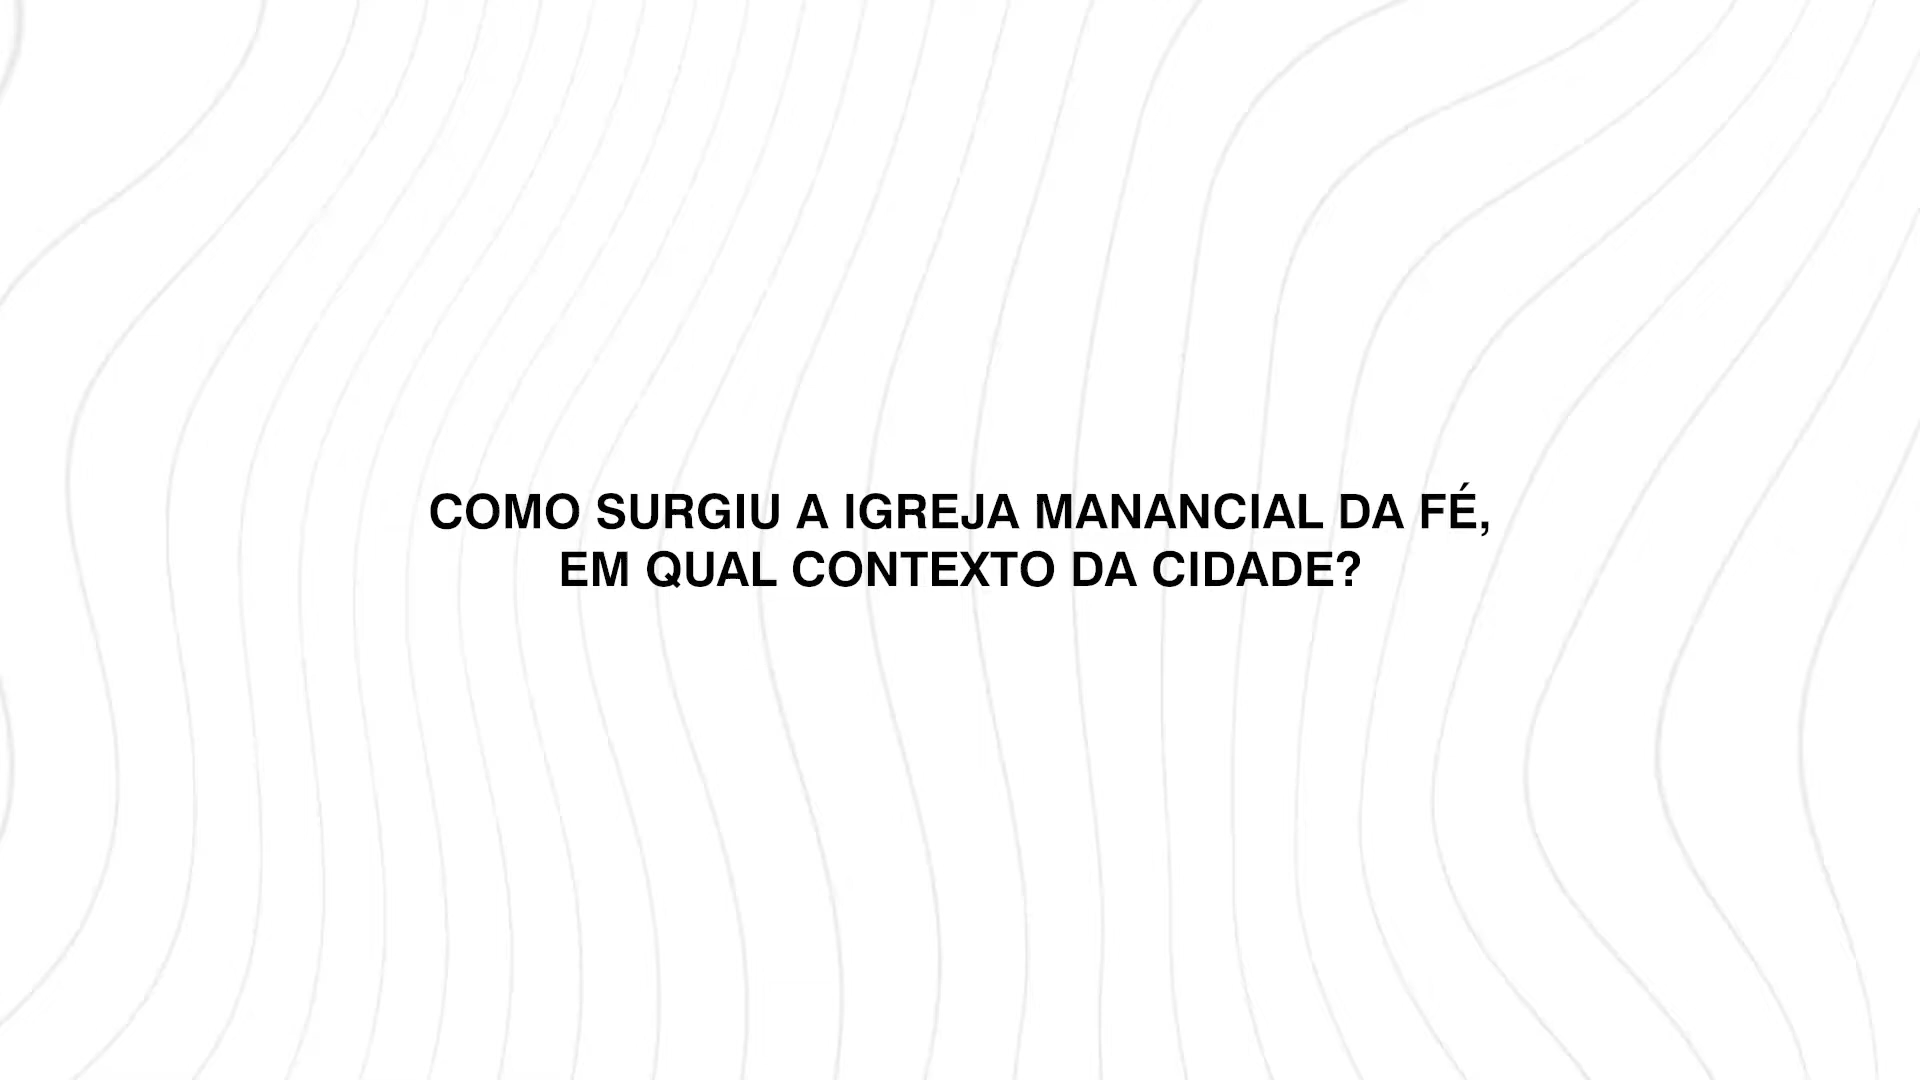 COMO SURGIU A IGREJA MANANCIAL DA FÉ,
EM QUAL CONTEXTO DA CIDADE?